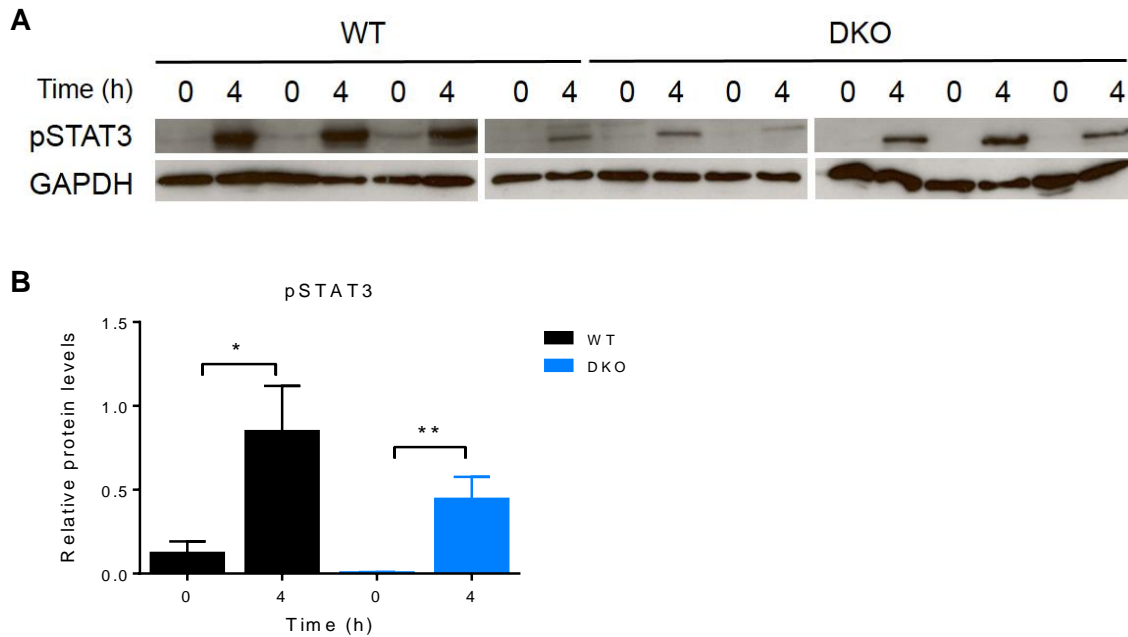 A
WT DKO
Time (h) 0 4 0 4 0 4 0 4 0 4 0 4 0 4 0 4 0 4
pSTAT3
GAPDH
B
pSTAT3
1.5
1.0
0.5
0.0
Relative protein levels
*
**
WT
DKO
0 4 0 4
Time (h)